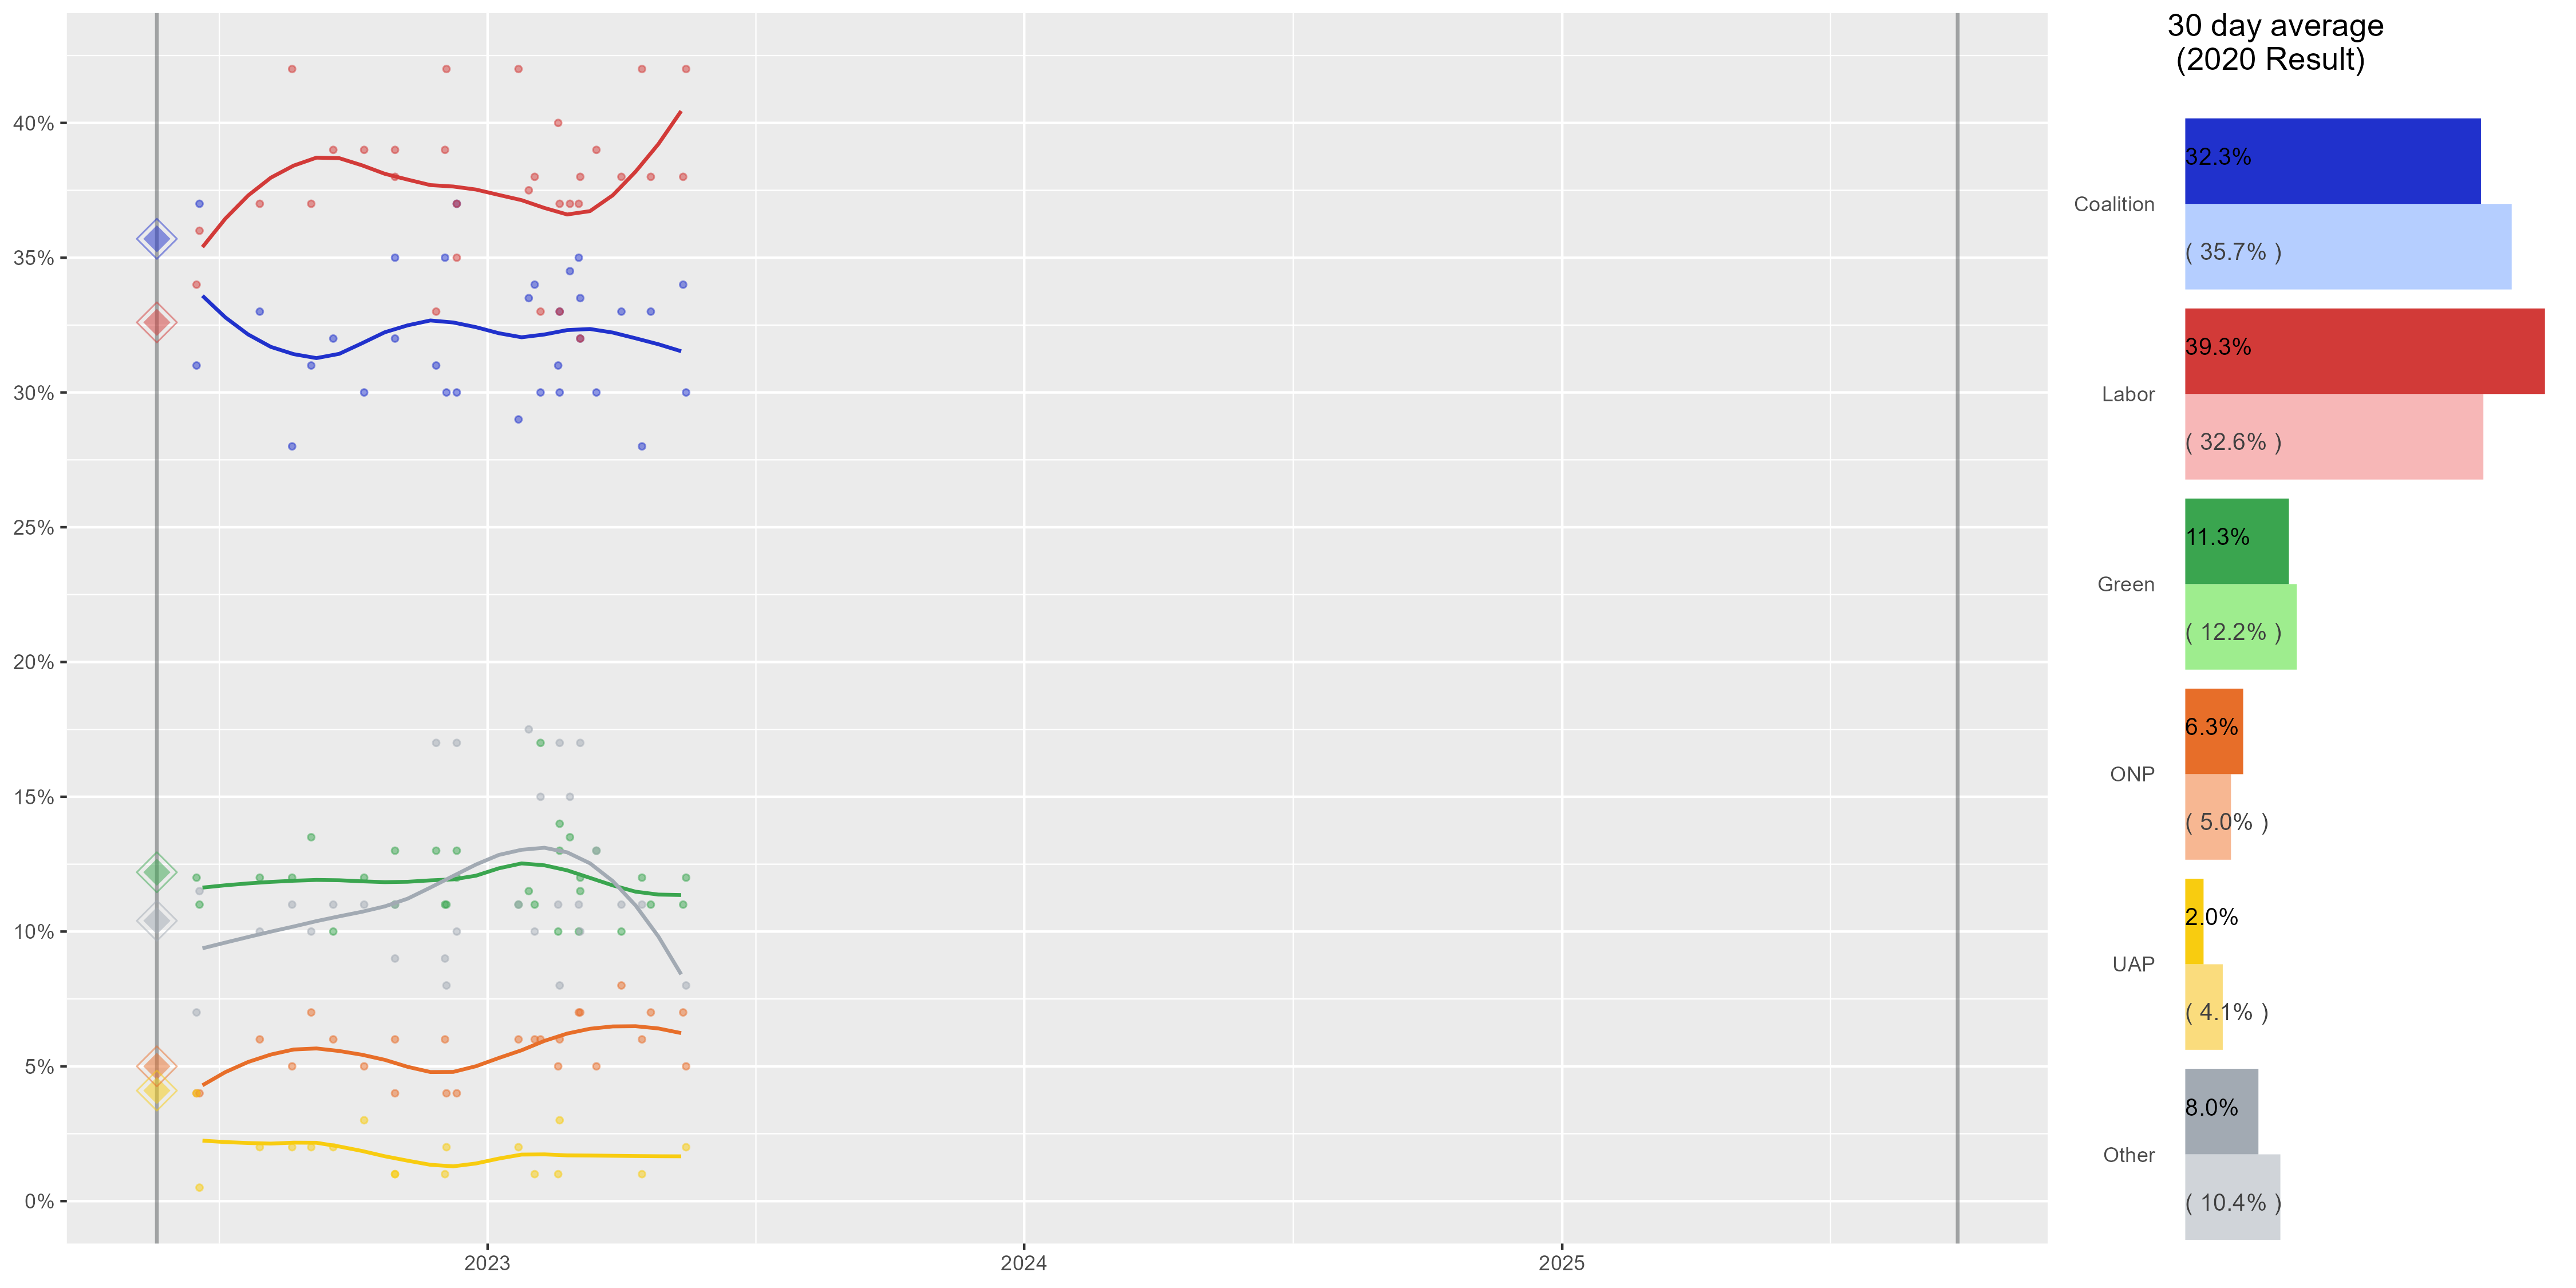 30 day average
(2020 Result)
40%
35%
30%
25%
20%
15%
10%
5%
0%
2023
2024
2025
Coalition
32.3%
( 35.7% )
Labor
39.3%
( 32.6% )
Green
11.3%
( 12.2% )
ONP
6.3%
( 5.0% )
UAP
2.0%
( 4.1% )
Other
8.0%
( 10.4% )